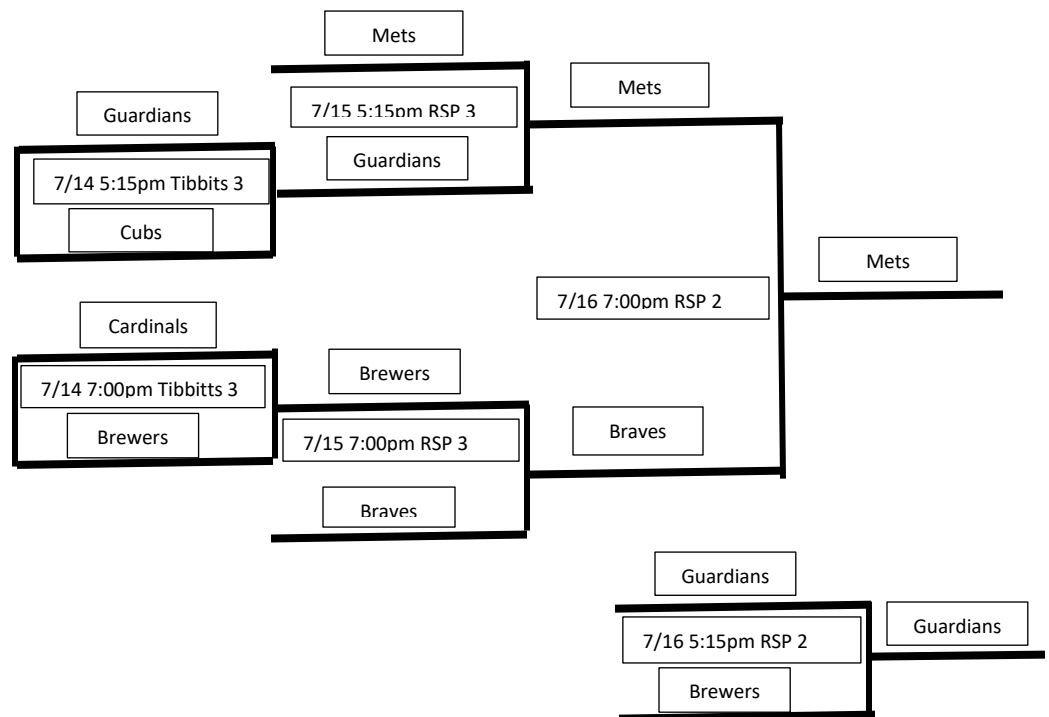 Mets
7/15 5:15pm RSP 3
Mets
Guardians
Guardians
7/14 5:15pm Tibbits 3
Cubs
Mets
7/16 7:00pm RSP 2
Cardinals
7/14 7:00pm Tibbitts 3
Brewers
Brewers
7/15 7:00pm RSP 3
Braves
Braves
Guardians
7/16 5:15pm RSP 2
Guardians
Brewers